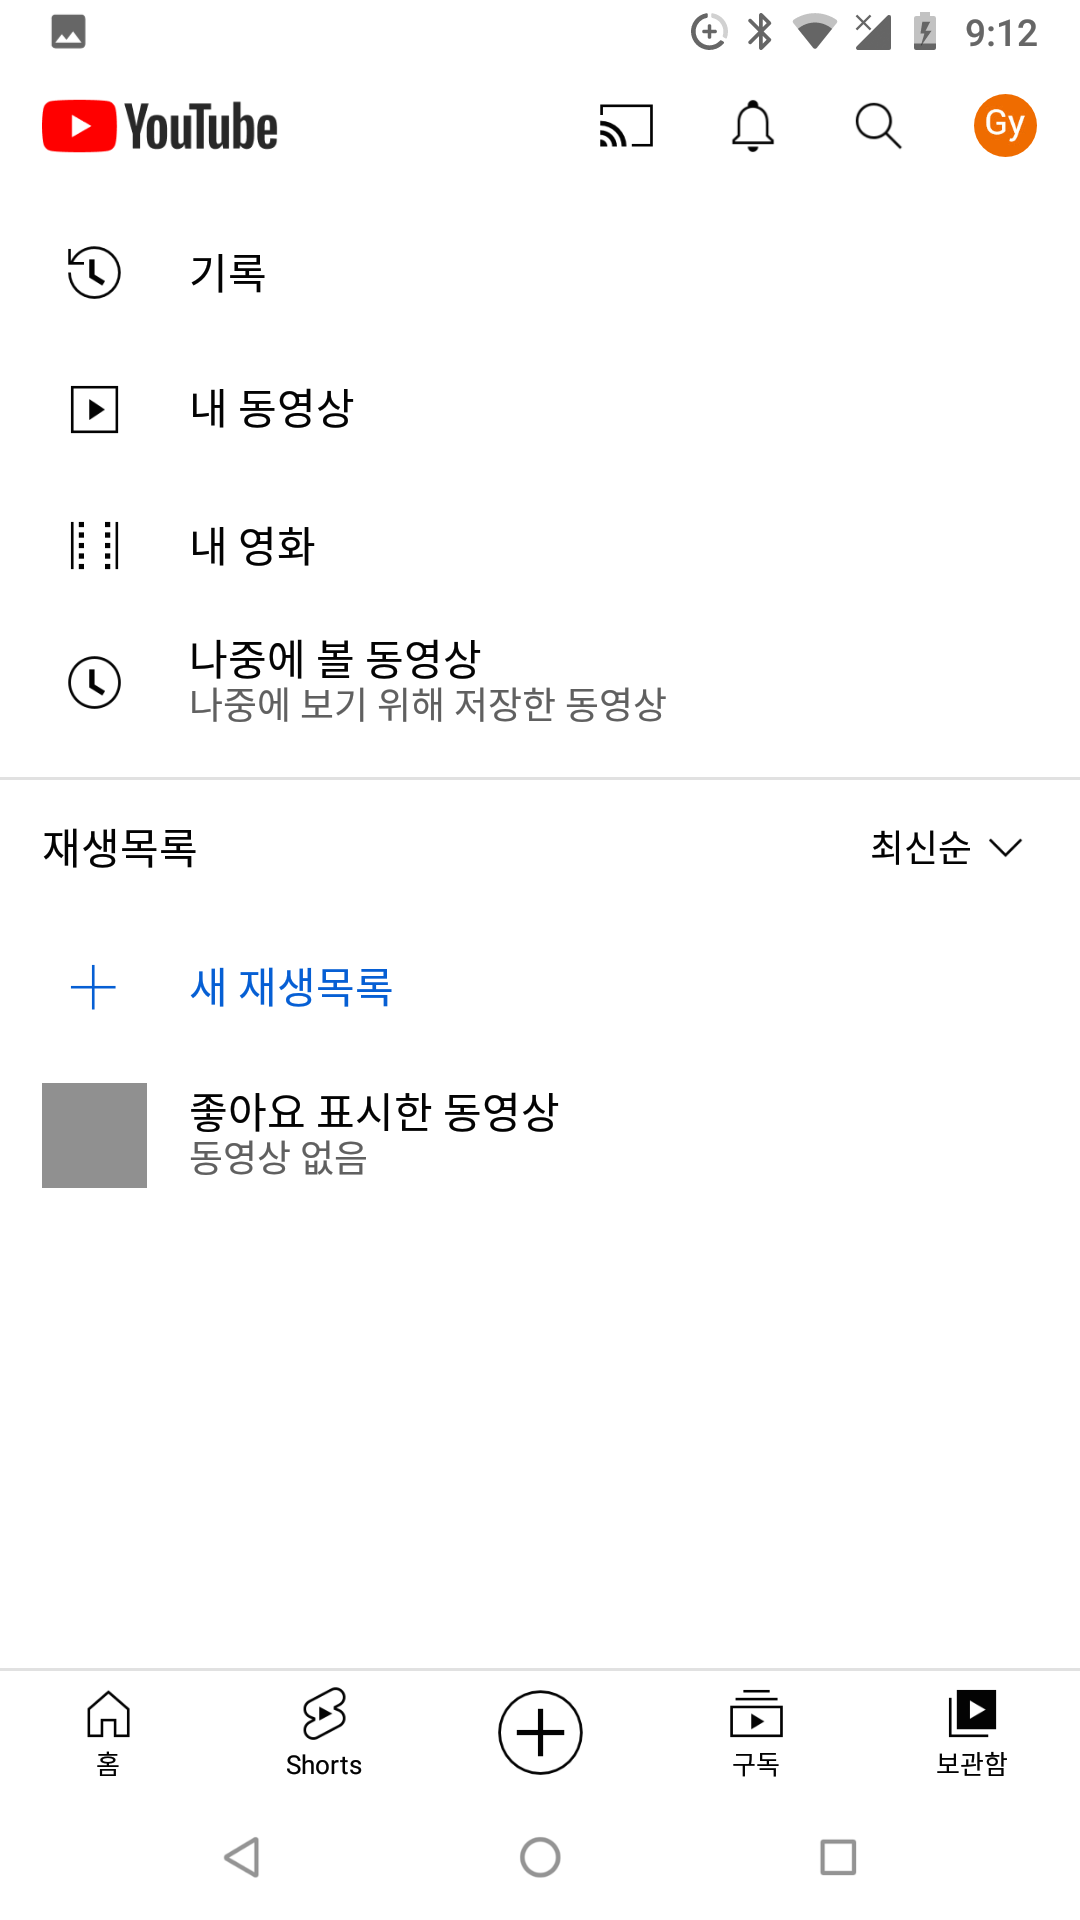 9:12
YouTube
Gy
기록
내 동영상
내 영화
나중에 볼 동영상
나중에 보기 위해 저장한 동영상
재생목록
최신순
새 재생목록
좋아요 표시한 동영상
동영상 없음
홈
Shorts
구독
보관함